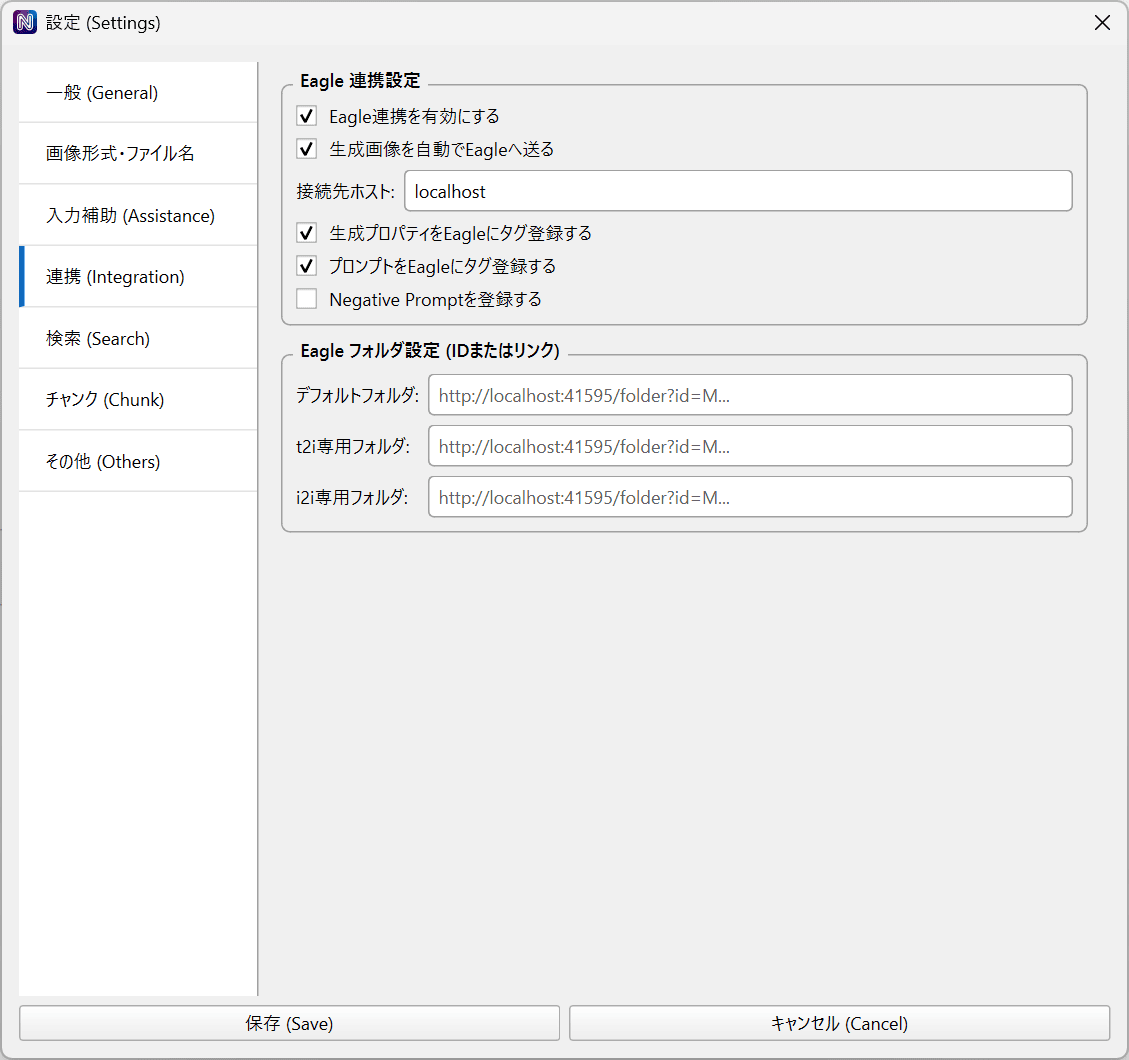 設定 (Settings)
一般 (General)
画像形式・ファイル名
入力補助 (Assistance)
連携 (Integration)
検索 (Search)
チャンク (Chunk)
その他 (Others)
Eagle 連携設定
Eagle連携を有効にする
生成画像を自動でEagleへ送る
接続先ホスト: localhost
生成プロパティをEagleにタグ登録する
プロンプトをEagleにタグ登録する
Negative Promptを登録する
Eagle フォルダ設定 (IDまたはリンク)
デフォルトフォルダ: http://localhost:41595/folder?id=M...
t2i専用フォルダ: http://localhost:41595/folder?id=M...
i2i専用フォルダ: http://localhost:41595/folder?id=M...
保存 (Save)
キャンセル (Cancel)